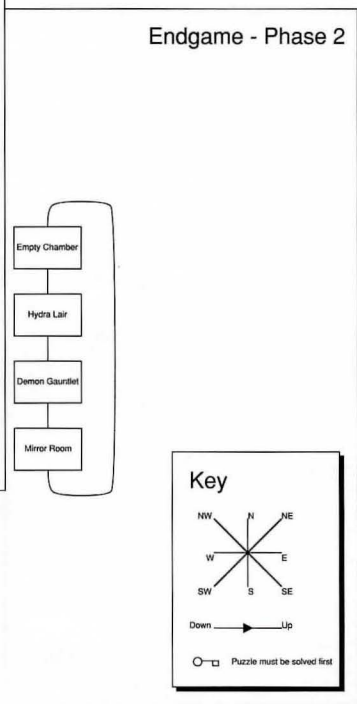 Endgame - Phase 2
Empty Chamber
Hydra Lair
Demon Gauntlet
Mirror Room
Key
NW N NE
W E
SW S SE
Down Up
Puzzle must be solved first